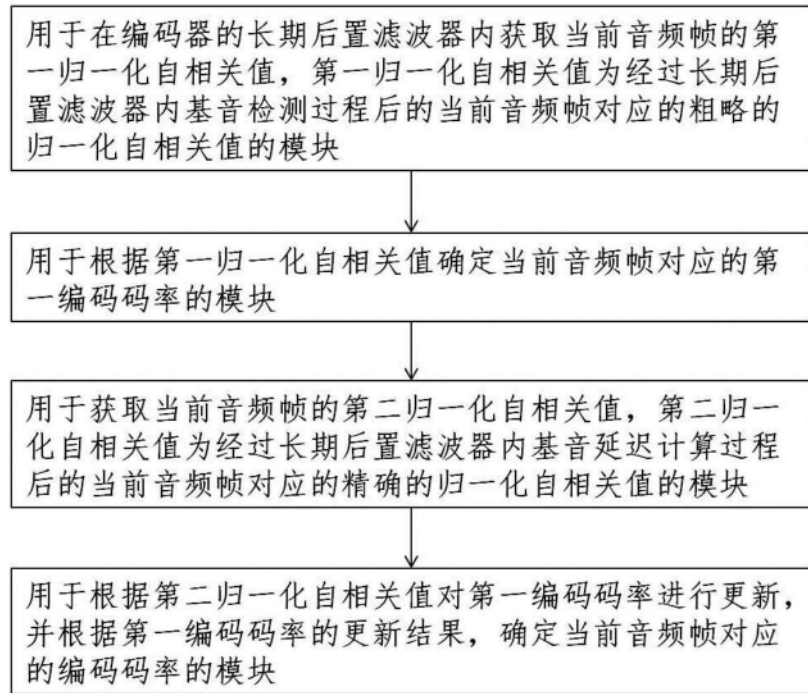 用于在编码器的长期后置滤波器内获取当前音频帧的第
一归一化自相关值，第一归一化自相关值为经过长期后
置滤波器内基音检测过程后的当前音频帧对应的粗略的
归一化自相关值的模块
用于根据第一归一化自相关值确定当前音频帧对应的第
一编码码率的模块
用于获取当前音频帧的第二归一化自相关值，第二归一
化自相关值为经过长期后置滤波器内基音延迟计算过程
后的当前音频帧对应的精确的归一化自相关值的模块
用于根据第二归一化自相关值对第一编码码率进行更新，
并根据第一编码码率的更新结果，确定当前音频帧对应
的编码码率的模块